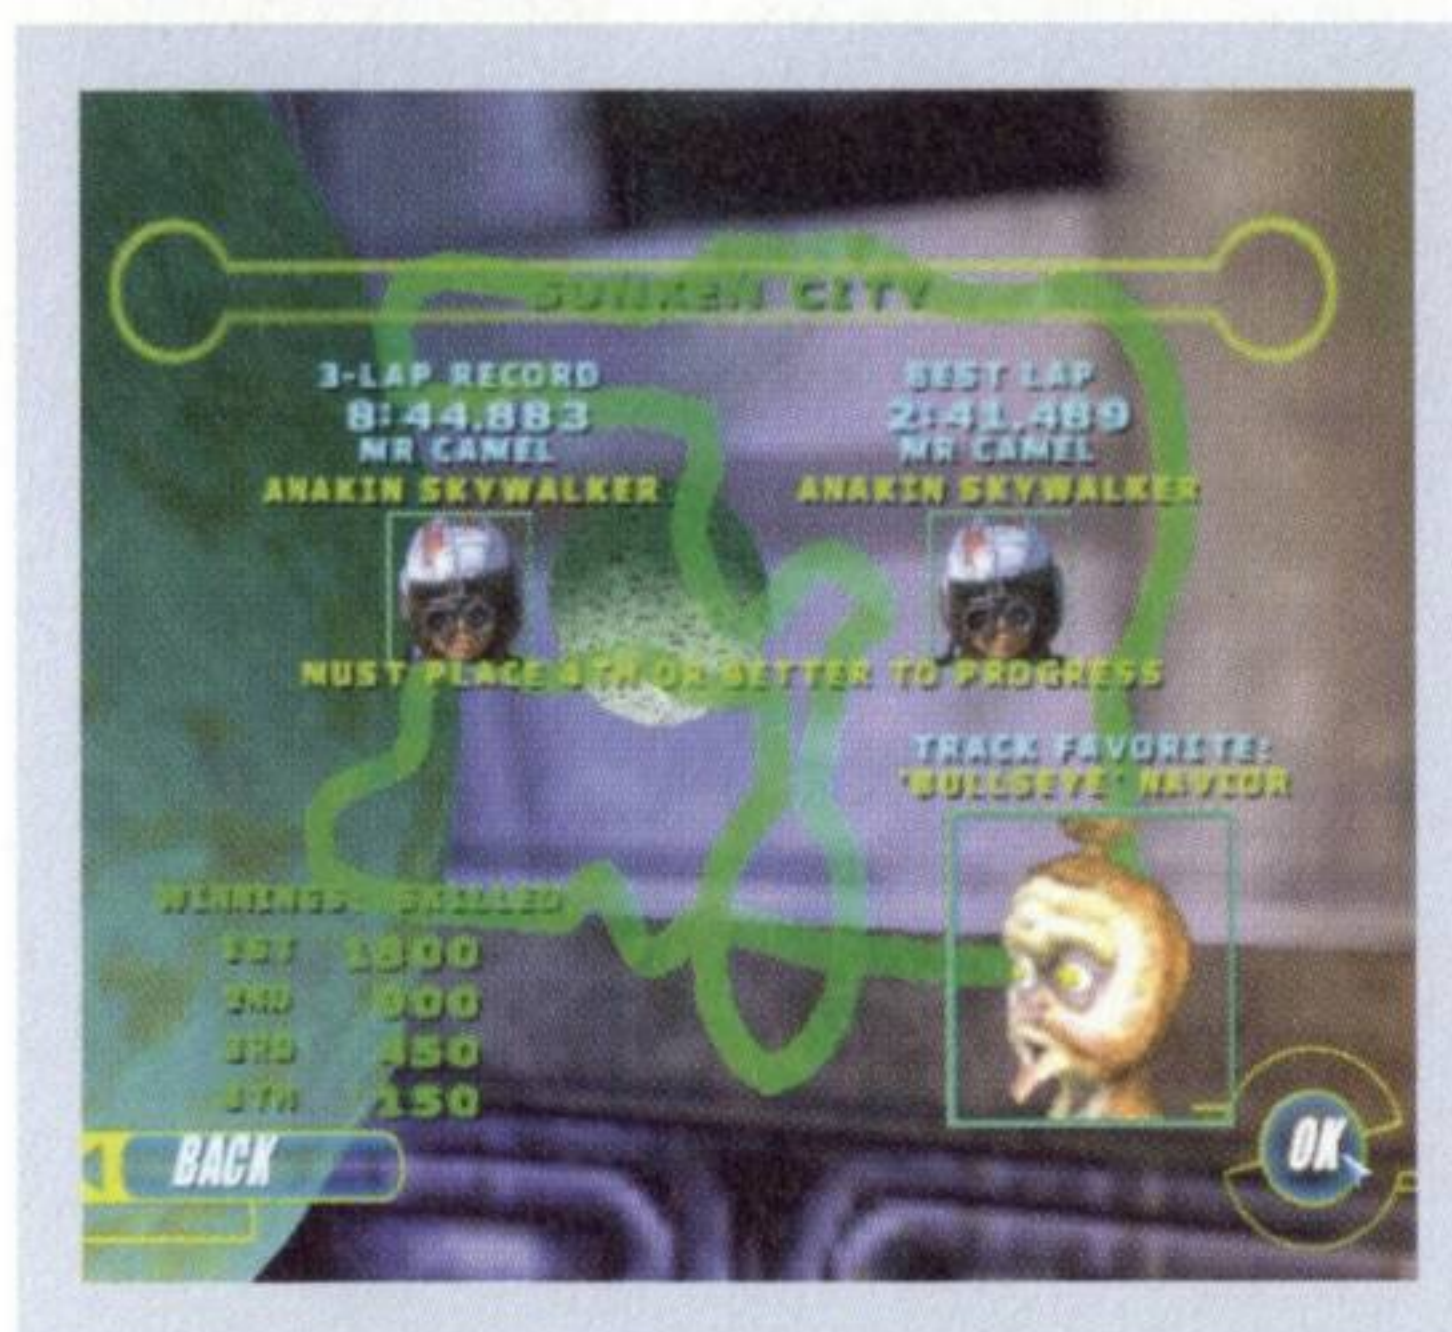 SUNKEN CITY
3-LAP RECORD
8:44.883
MR CAMEL
ANAKIN SKYWALKER
BEST LAP
2:41.489
MR CAMEL
ANAKIN SKYWALKER
MUST PLACE 4TH OR BETTER TO PROGRESS
TRACK FAVORITE:
'BULLSEYE' NAVIOR
WINNINGS: SKILLED
1ST 1800
2ND 900
3RD 450
4TH 150
BACK
OK